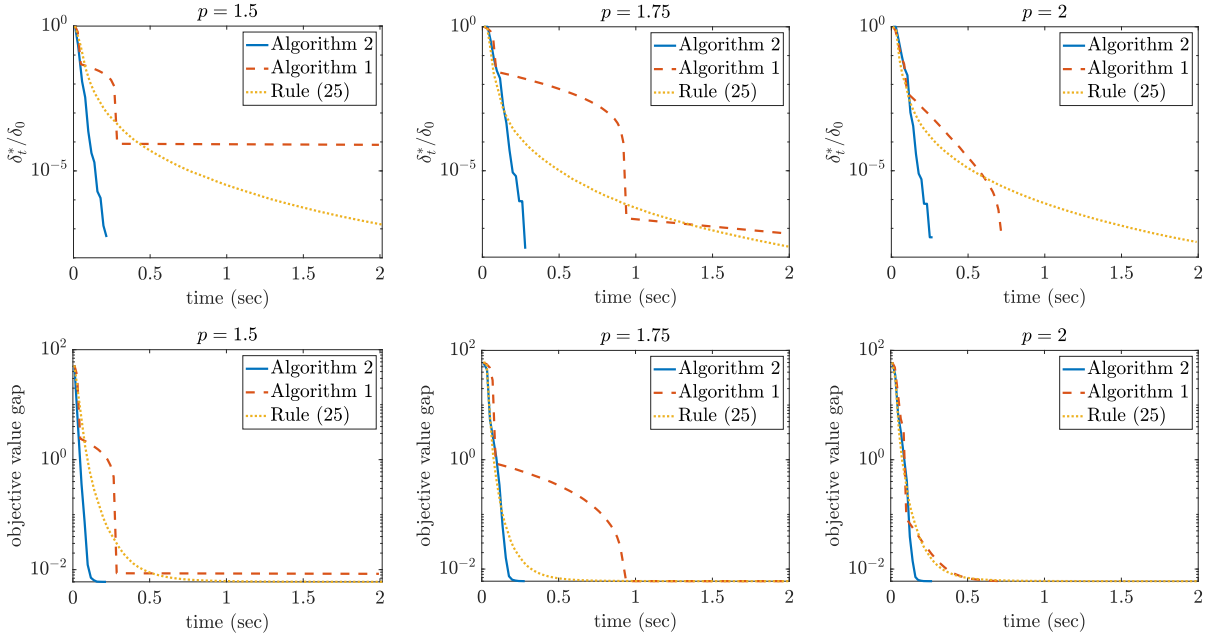 p = 1.5
10^0
10^-5
δ_t^*/δ_0
Algorithm 2
Algorithm 1
Rule (25)
0 0.5 1 1.5 2
time (sec)
p = 1.75
10^0
10^-5
δ_t^*/δ_0
Algorithm 2
Algorithm 1
Rule (25)
0 0.5 1 1.5 2
time (sec)
p = 2
10^0
10^-5
δ_t^*/δ_0
Algorithm 2
Algorithm 1
Rule (25)
0 0.5 1 1.5 2
time (sec)
p = 1.5
10^2
10^0
10^-2
objective value gap
Algorithm 2
Algorithm 1
Rule (25)
0 0.5 1 1.5 2
time (sec)
p = 1.75
10^2
10^0
10^-2
objective value gap
Algorithm 2
Algorithm 1
Rule (25)
0 0.5 1 1.5 2
time (sec)
p = 2
10^2
10^0
10^-2
objective value gap
Algorithm 2
Algorithm 1
Rule (25)
0 0.5 1 1.5 2
time (sec)